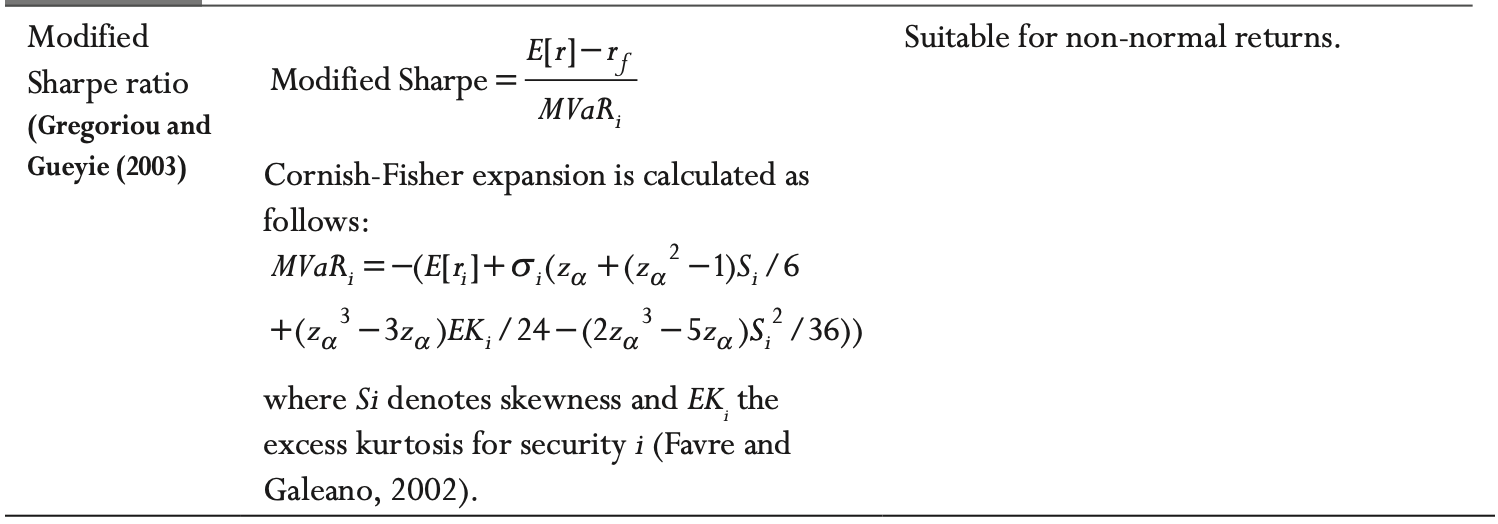 Modified
Sharpe ratio
(Gregoriou and
Gueyie (2003)
Modified Sharpe = E[r]−r_f / MVaR_i
Cornish-Fisher expansion is calculated as
follows:
MVaR_i = −(E[r_i]+σ_i(z_α +(z_α^2 −1)S_i /6
+(z_α^3 −3z_α)EK_i /24−(2z_α^3 −5z_α)S_i^2 /36))
where Si denotes skewness and EK_i the
excess kurtosis for security i (Favre and
Galeano, 2002).
Suitable for non-normal returns.